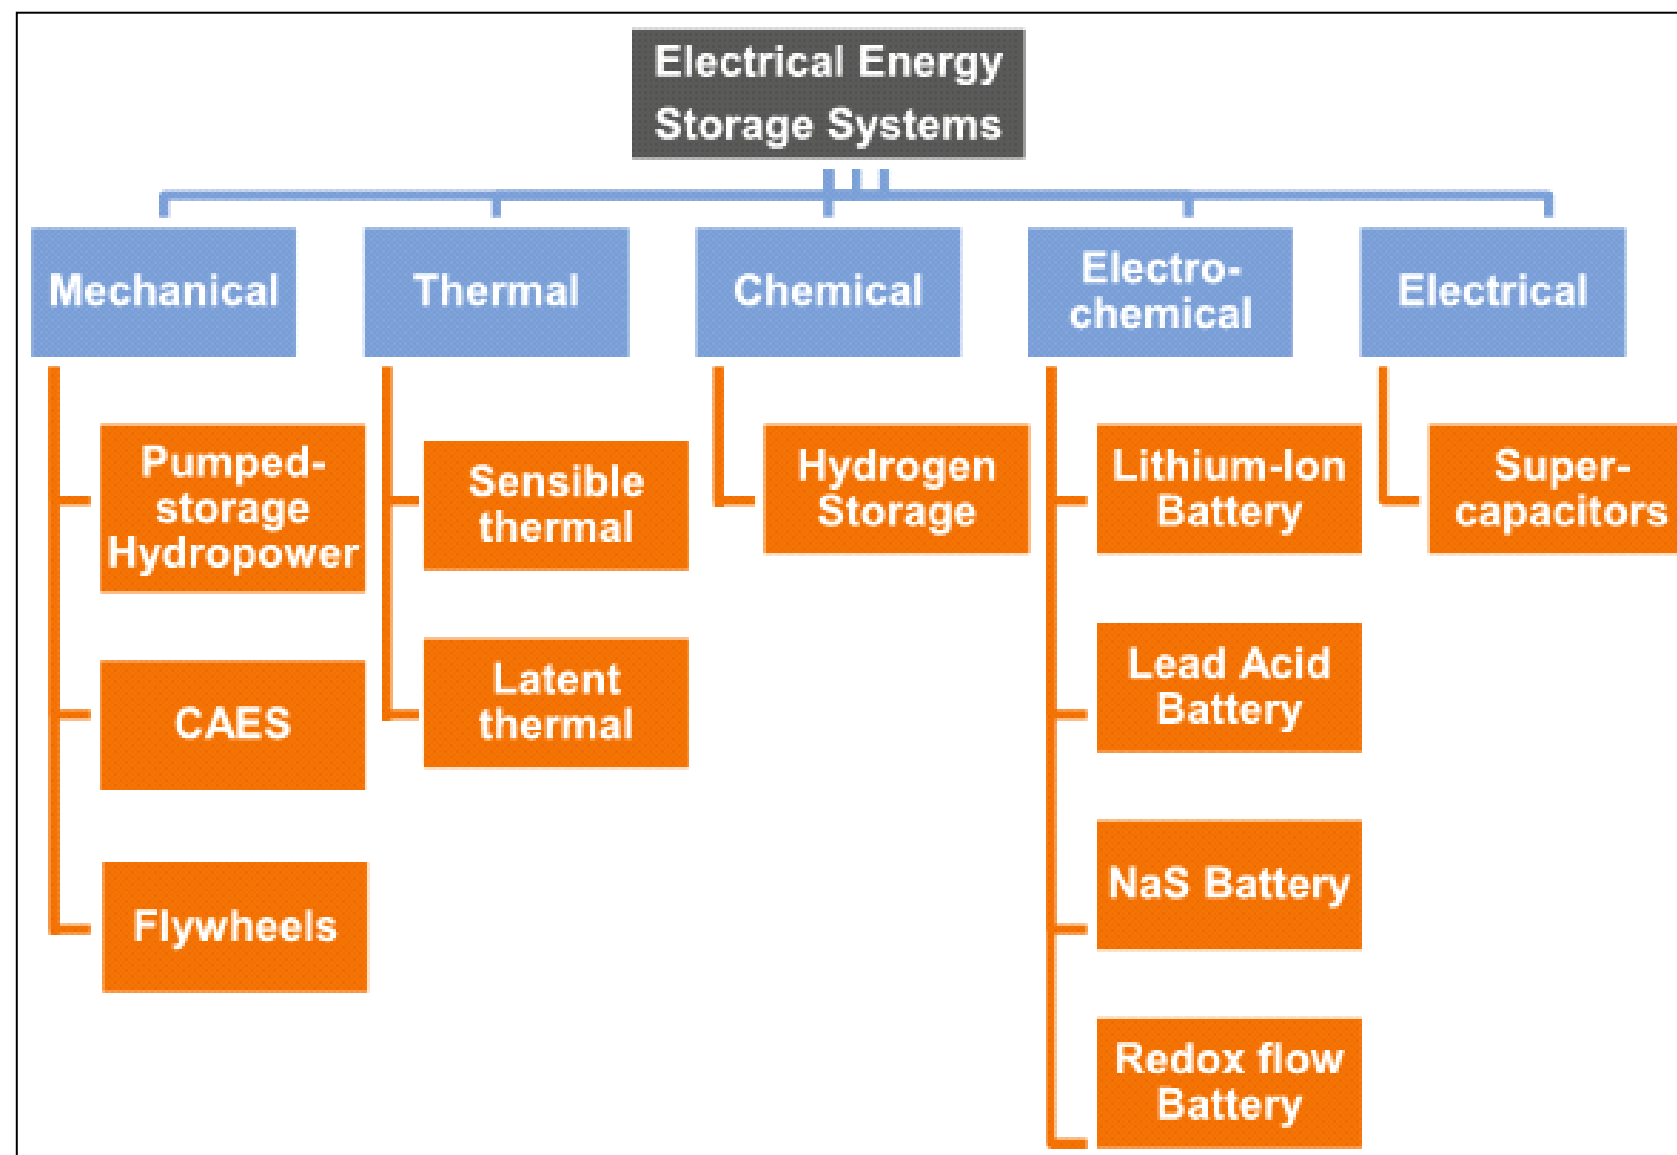 Electrical Energy
Storage Systems
Mechanical
Thermal
Chemical
Electro-
chemical
Electrical
Pumped-
storage
Hydropower
CAES
Flywheels
Sensible
thermal
Latent
thermal
Hydrogen
Storage
Lithium-Ion
Battery
Lead Acid
Battery
NaS Battery
Redox flow
Battery
Super-
capacitors